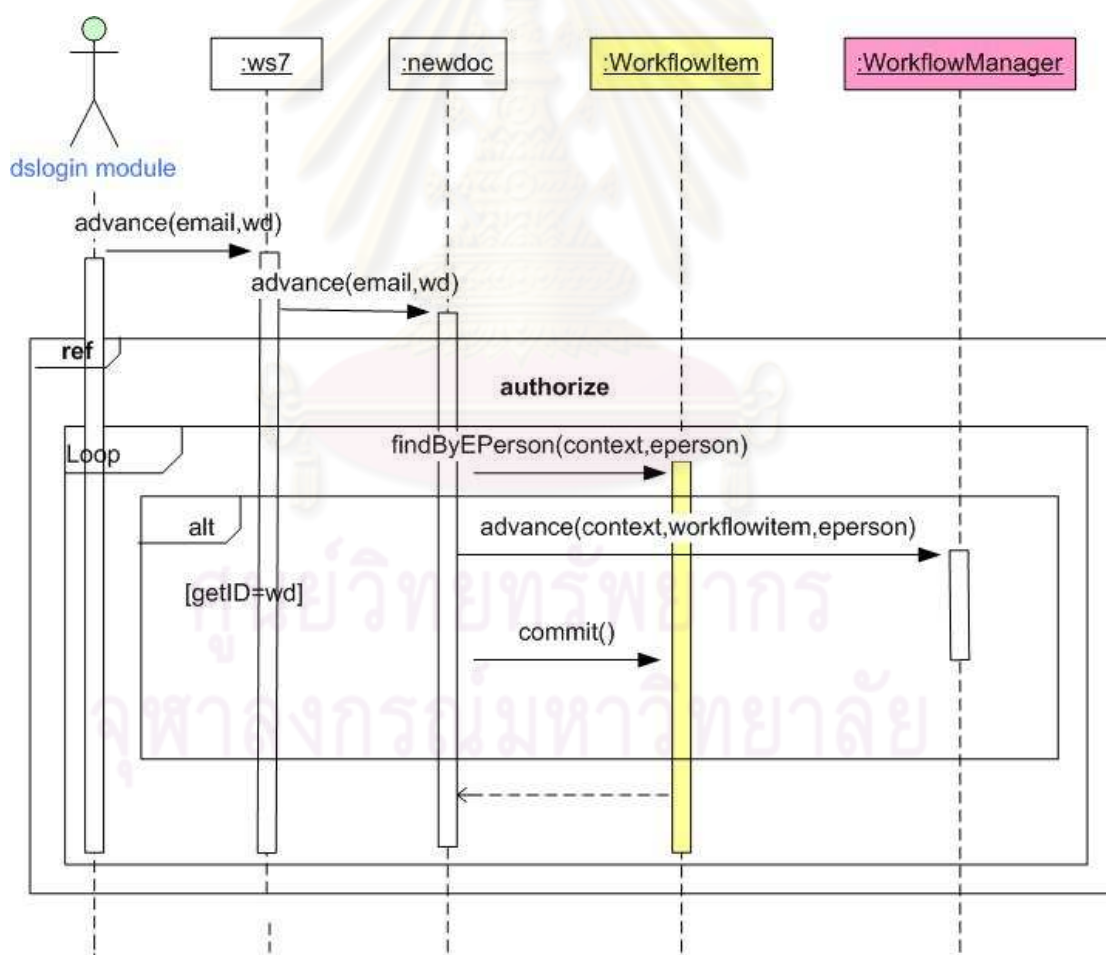 :ws7
:newdoc
:WorkflowItem
:WorkflowManager
dslogin module
advance(email,wd)
advance(email,wd)
ref
authorize
Loop
findByEPerson(context,eperson)
alt
advance(context,workflowitem,eperson)
[getID=wd]
commit()
ศูนย์วิทยทรัพยากร
จุฬาลงกรณ์มหาวิทยาลัย